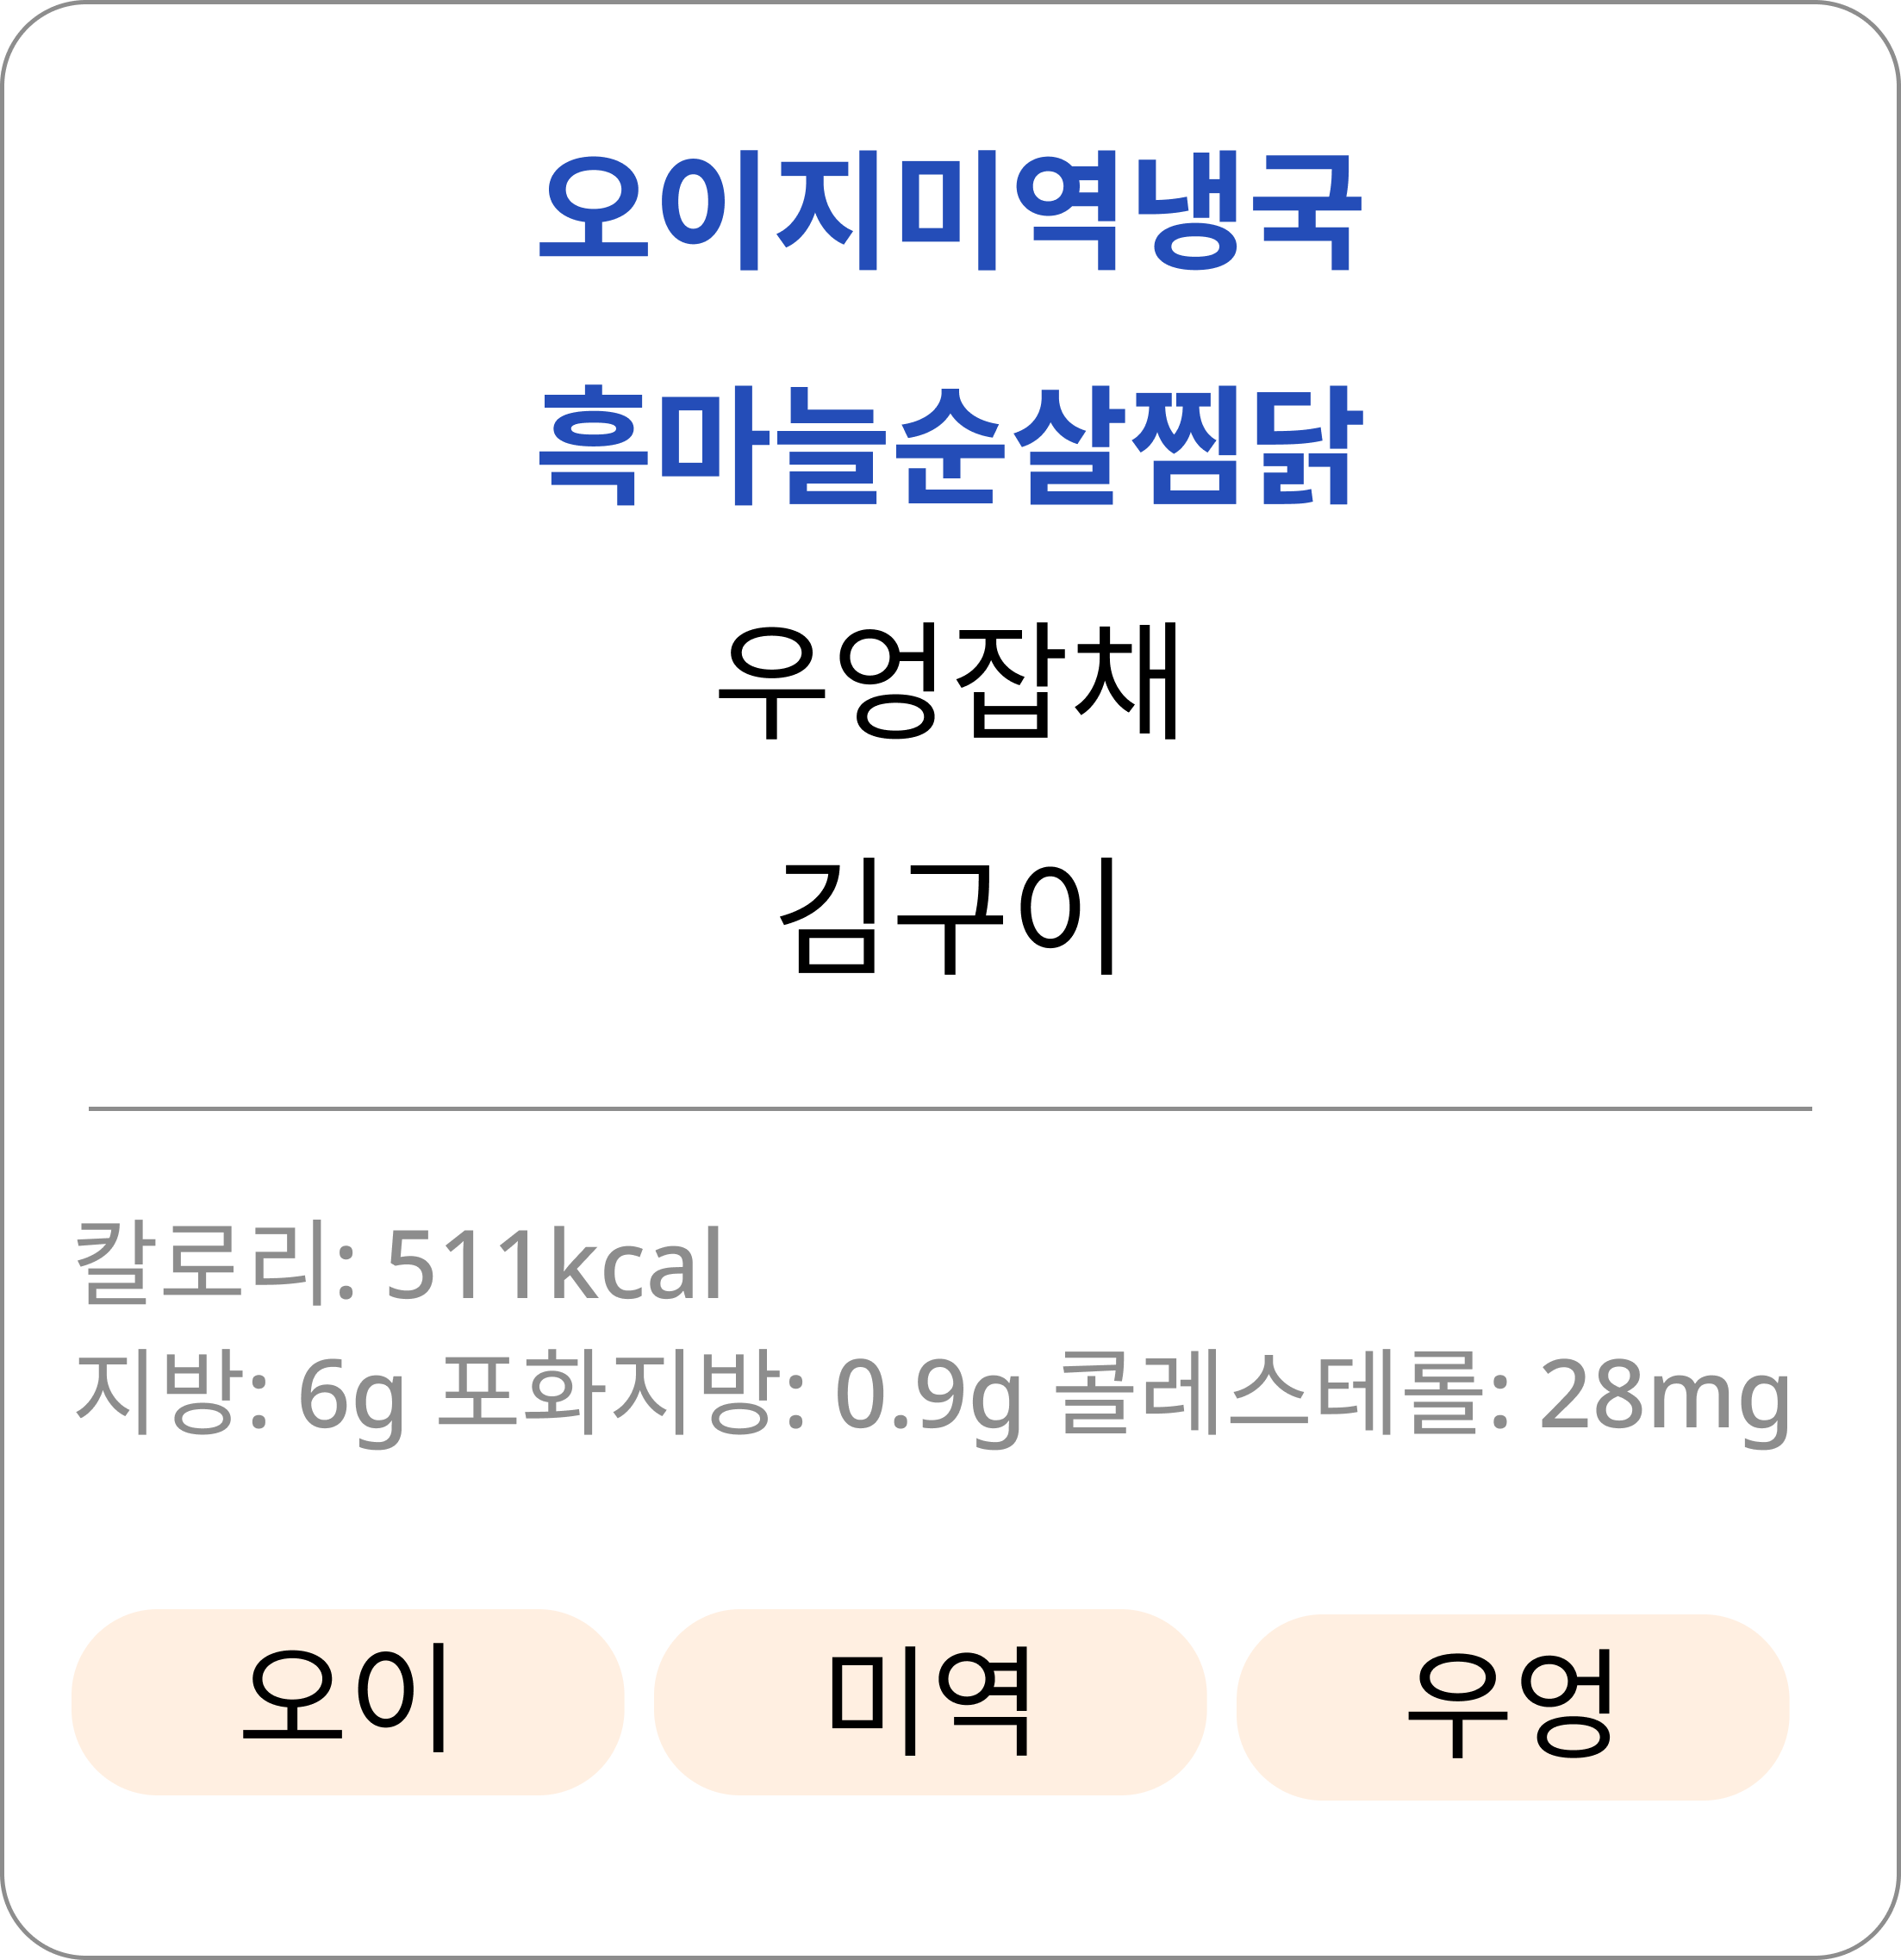 오이지미역냉국
흑마늘순살찜닭
우엉잡채
김구이
칼로리: 511kcal
지방: 6g 포화지방: 0.9g 콜레스테롤: 28mg
오이 미역 우엉